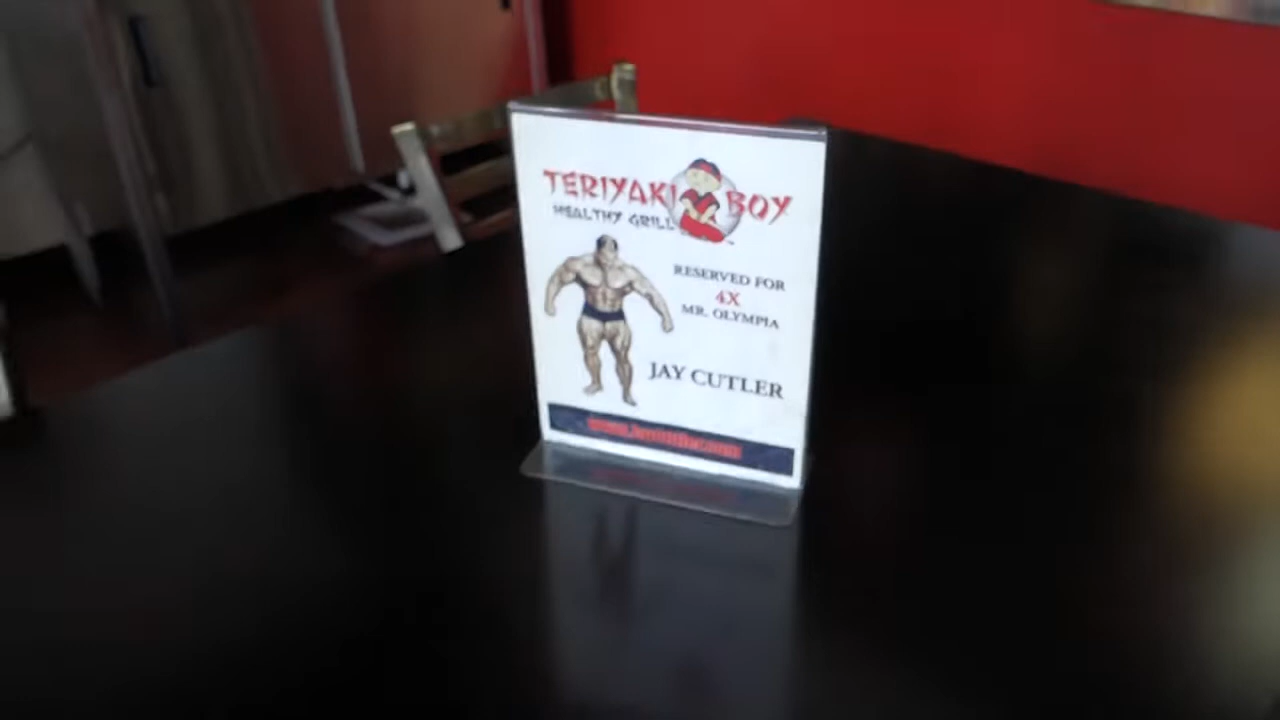 TERIYAKI BOY
HEALTHY GRILL
RESERVED FOR
4X
MR. OLYMPIA
JAY CUTLER